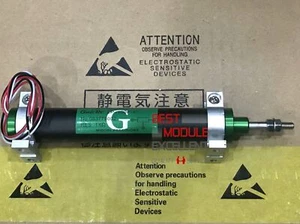 ATTENTION
OBSERVE PRECAUTIONS
FOR HANDLING
ELECTROSTATIC
SENSITIVE
DEVICES
静電気注意
G
BEST
MODULE
Attention
Observe precautions
for handling
Electrostatic
Sensitive
Devices
ATTENTION